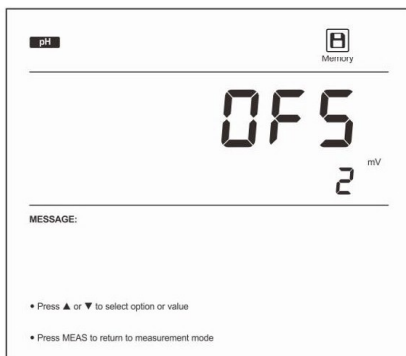 pH
Memory
OFS
mV
2
MESSAGE:
• Press ▲ or ▼ to select option or value
• Press MEAS to return to measurement mode